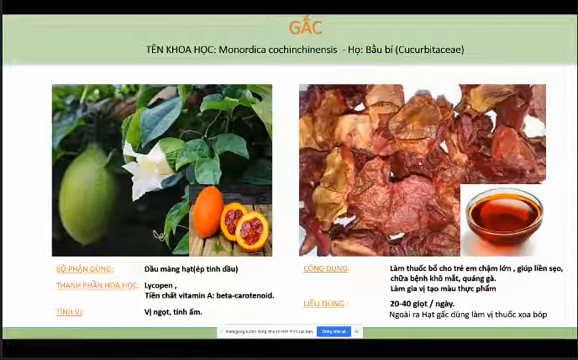 GẤC
TÊN KHOA HỌC: Monordica cochinchinensis - Họ: Bầu bí (Cucurbitaceae)
BỘ PHẬN DÙNG: Dầu màng hạt(ép tinh dầu)
THANH PHẦN HOA HỌC: Lycopen ,
Tiền chất vitamin A: beta-carotenoid.
TÍNH VỊ: Vị ngọt, tính ấm.
CÔNG DỤNG: Làm thuốc bổ cho trẻ em chậm lớn , giúp liền sẹo,
chữa bệnh khô mắt, quáng gà.
Làm gia vị tạo màu thực phẩm
LIỀU DÙNG : 20-40 giọt / ngày.
Ngoài ra Hạt gấc dùng làm vị thuốc xoa bóp